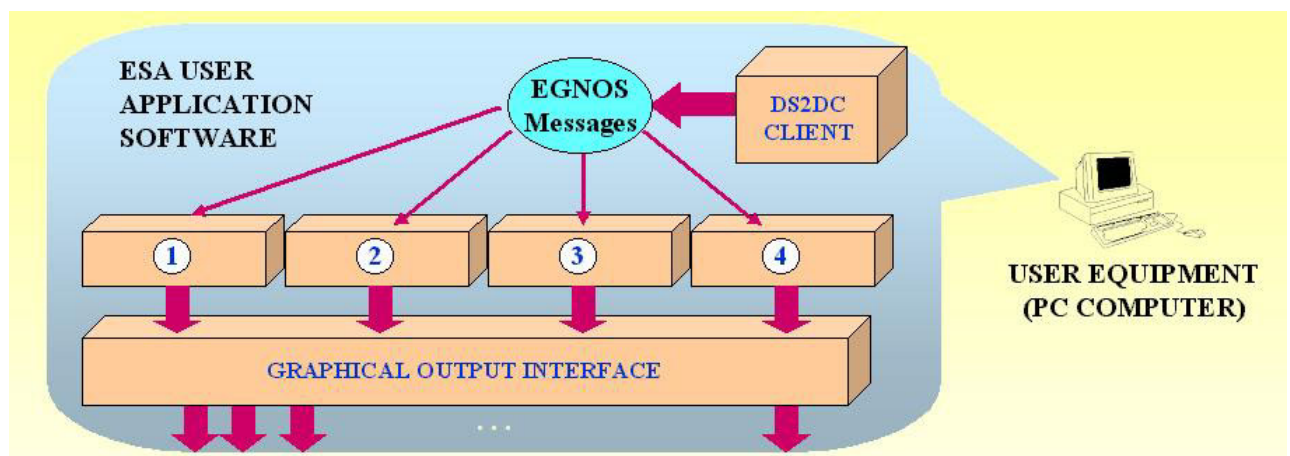 ESA USER
APPLICATION
SOFTWARE
EGNOS
Messages
DS2DC
CLIENT
1
2
3
4
GRAPHICAL OUTPUT INTERFACE
...
USER EQUIPMENT
(PC COMPUTER)